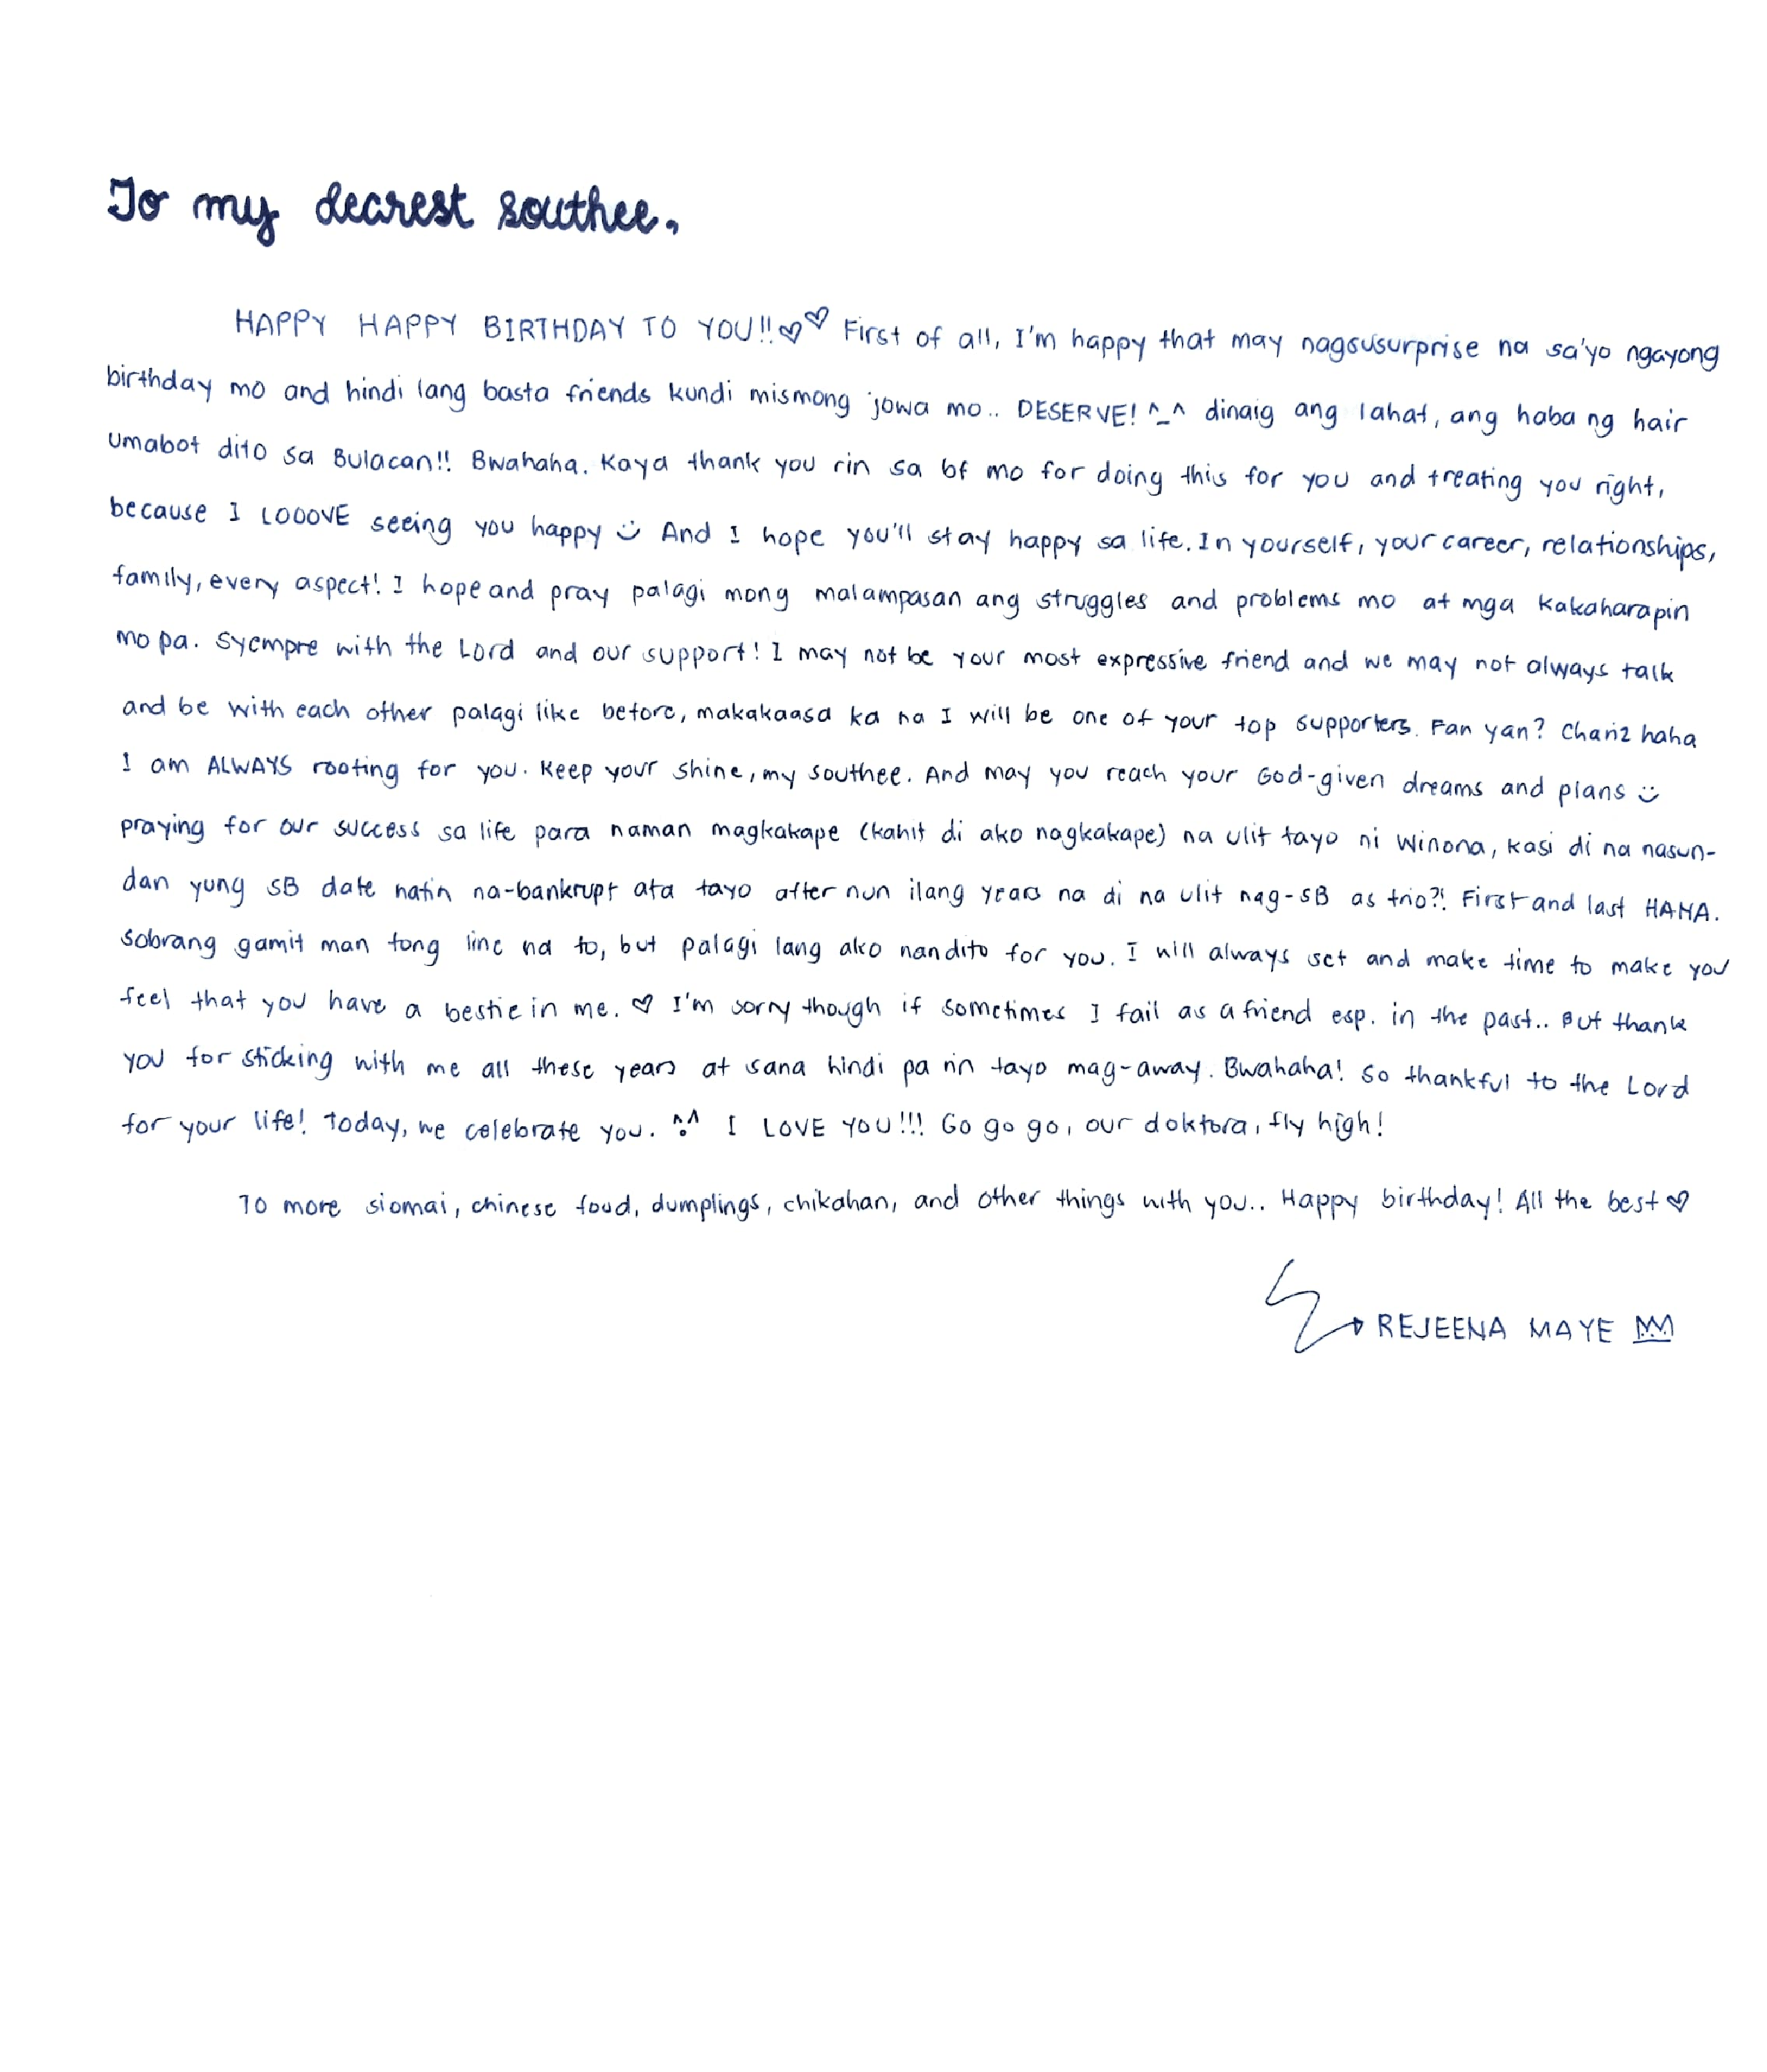 To my dearest southee,
HAPPY HAPPY BIRTHDAY TO YOU!!♡♡ First of all, I'm happy that may nagsusurprise na sa'yo ngayong
birthday mo and hindi lang basta friends kundi mismong jowa mo.. DESERVE! ^_^ dinaig ang lahat, ang haba ng hair
umabot dito sa Bulacan!! Bwahaha. Kaya thank you rin sa bf mo for doing this for you and treating you right,
because I LOOOVE seeing you happy :) And I hope you'll stay happy sa life. In yourself, your career, relationships,
family, every aspect! I hope and pray palagi mong malampasan ang struggles and problems mo at mga kakaharapin
mo pa. Syempre with the Lord and our support! I may not be your most expressive friend and we may not always talk
and be with each other palagi like before, makakaasa ka na I will be one of your top supporters. Fan yan? Chariz haha
I am ALWAYS rooting for you. Keep your shine, my southee. And may you reach your God-given dreams and plans :)
praying for our success sa life para naman magkakape (kahit di ako nagkakape) na ulit tayo ni Winona, kasi di na nasun-
dan yung SB date natin na-bankrupt ata tayo after nun ilang years na di na ulit nag-SB as trio?! First and last HAHA.
Sobrang gamit man tong line na to, but palagi lang ako nandito for you. I will always set and make time to make you
feel that you have a bestie in me. ♡ I'm sorry though if sometimes I fail as a friend esp. in the past.. But thank
you for sticking with me all these years at sana hindi pa rin tayo mag-away. Bwahaha! So thankful to the Lord
for your life! Today, we celebrate you. ^.^ I LOVE YOU!!! Go go go, our doktora, fly high!
To more siomai, chinese food, dumplings, chikahan, and other things with you.. Happy birthday! All the best ♡
REJEENA MAYE